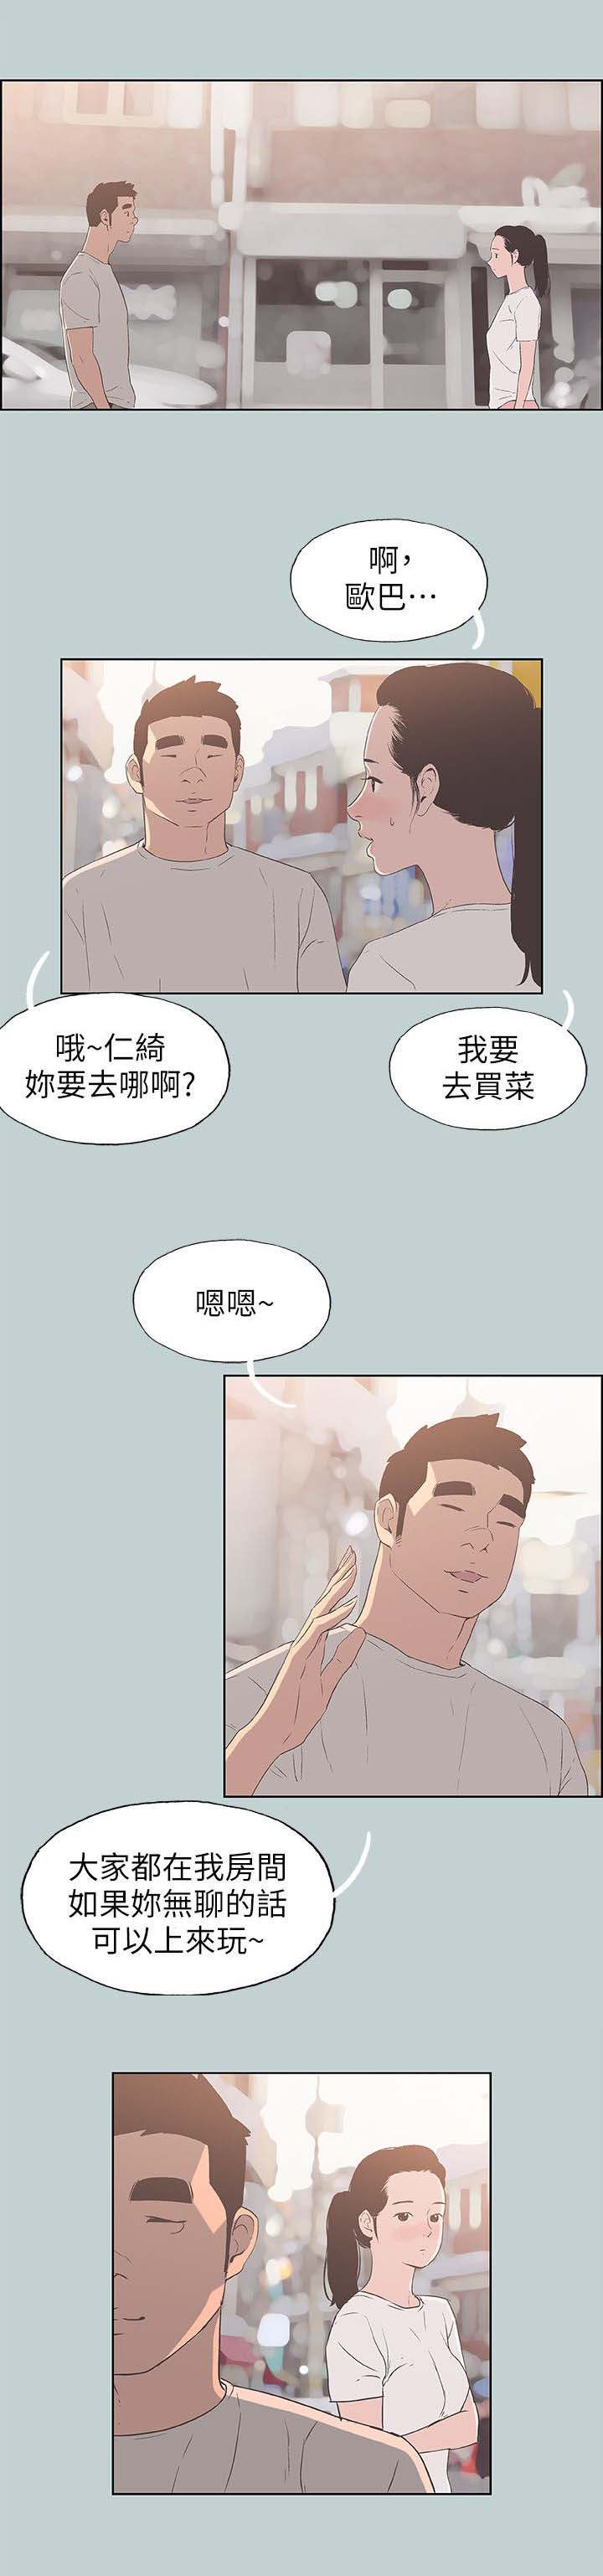 啊，
歐巴⋯
哦~仁綺
妳要去哪啊?
我要
去買菜
嗯嗯~
大家都在我房間
如果妳無聊的話
可以上來玩~